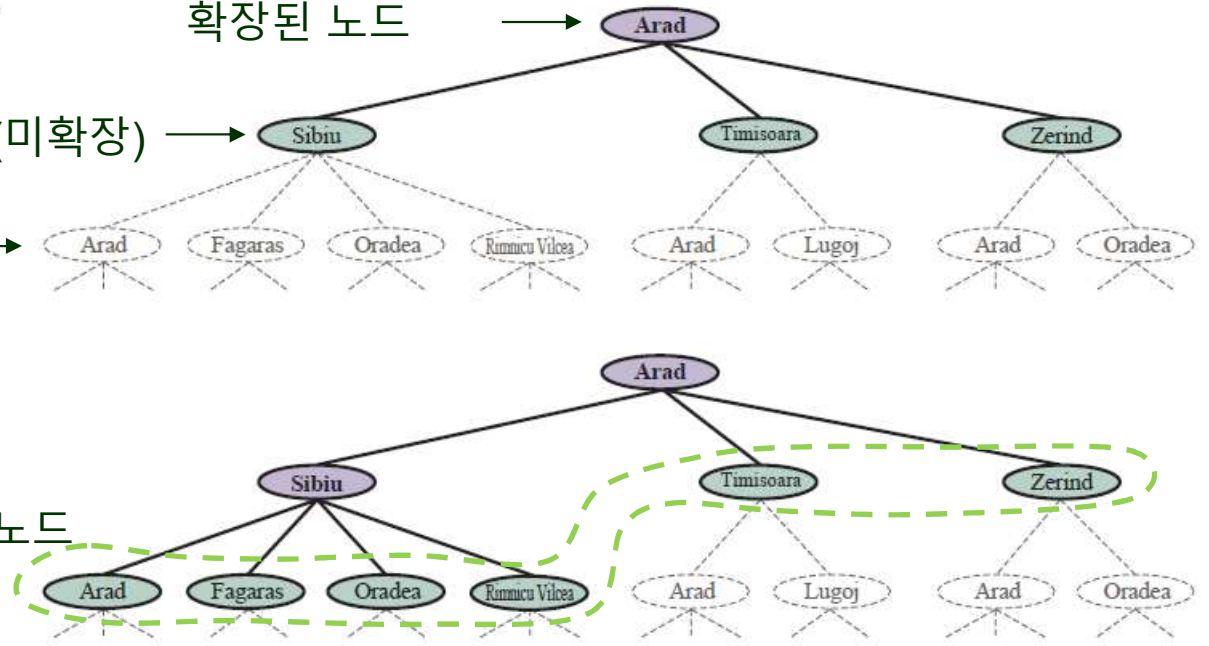 확장된 노드
Arad
(미확장)
Sibiu
Timisoara
Zerind
Arad
Fagaras
Oradea
Rimnicu Vilcea
Arad
Lugoj
Arad
Oradea
Arad
Sibiu
Timisoara
Zerind
노드
Arad
Fagaras
Oradea
Rimnicu Vilcea
Arad
Lugoj
Arad
Oradea